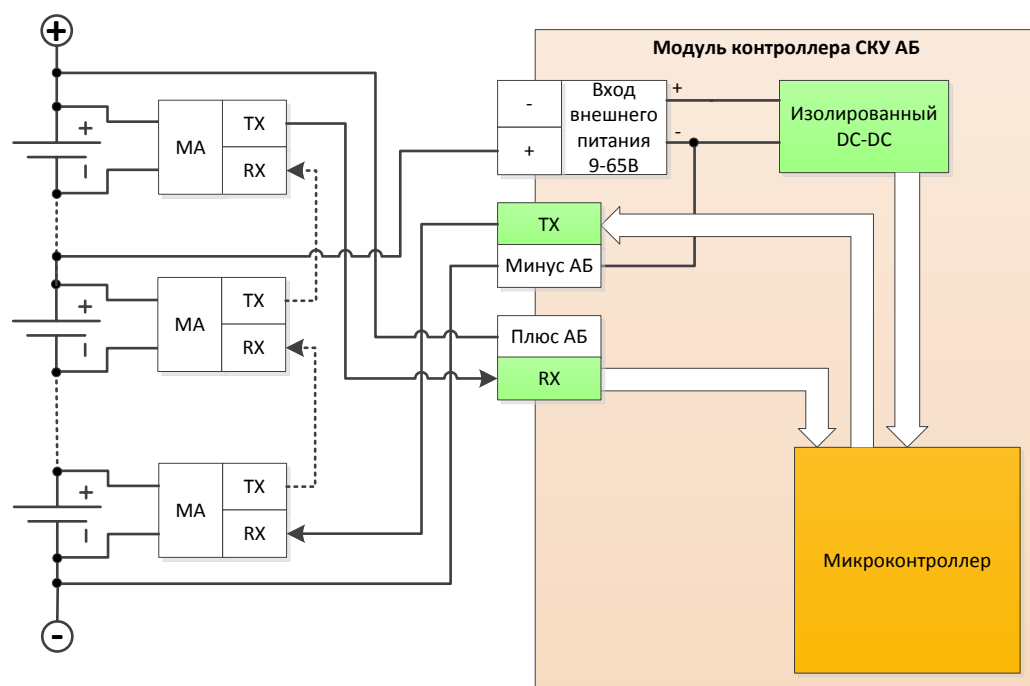 +
Модуль контроллера СКУ АБ
+
МА
TX
RX
-
+
Вход
внешнего
питания
9-65В
+
-
Изолированный
DC-DC
TX
Минус АБ
+
МА
TX
RX
Плюс АБ
RX
+
МА
TX
RX
Микроконтроллер
-